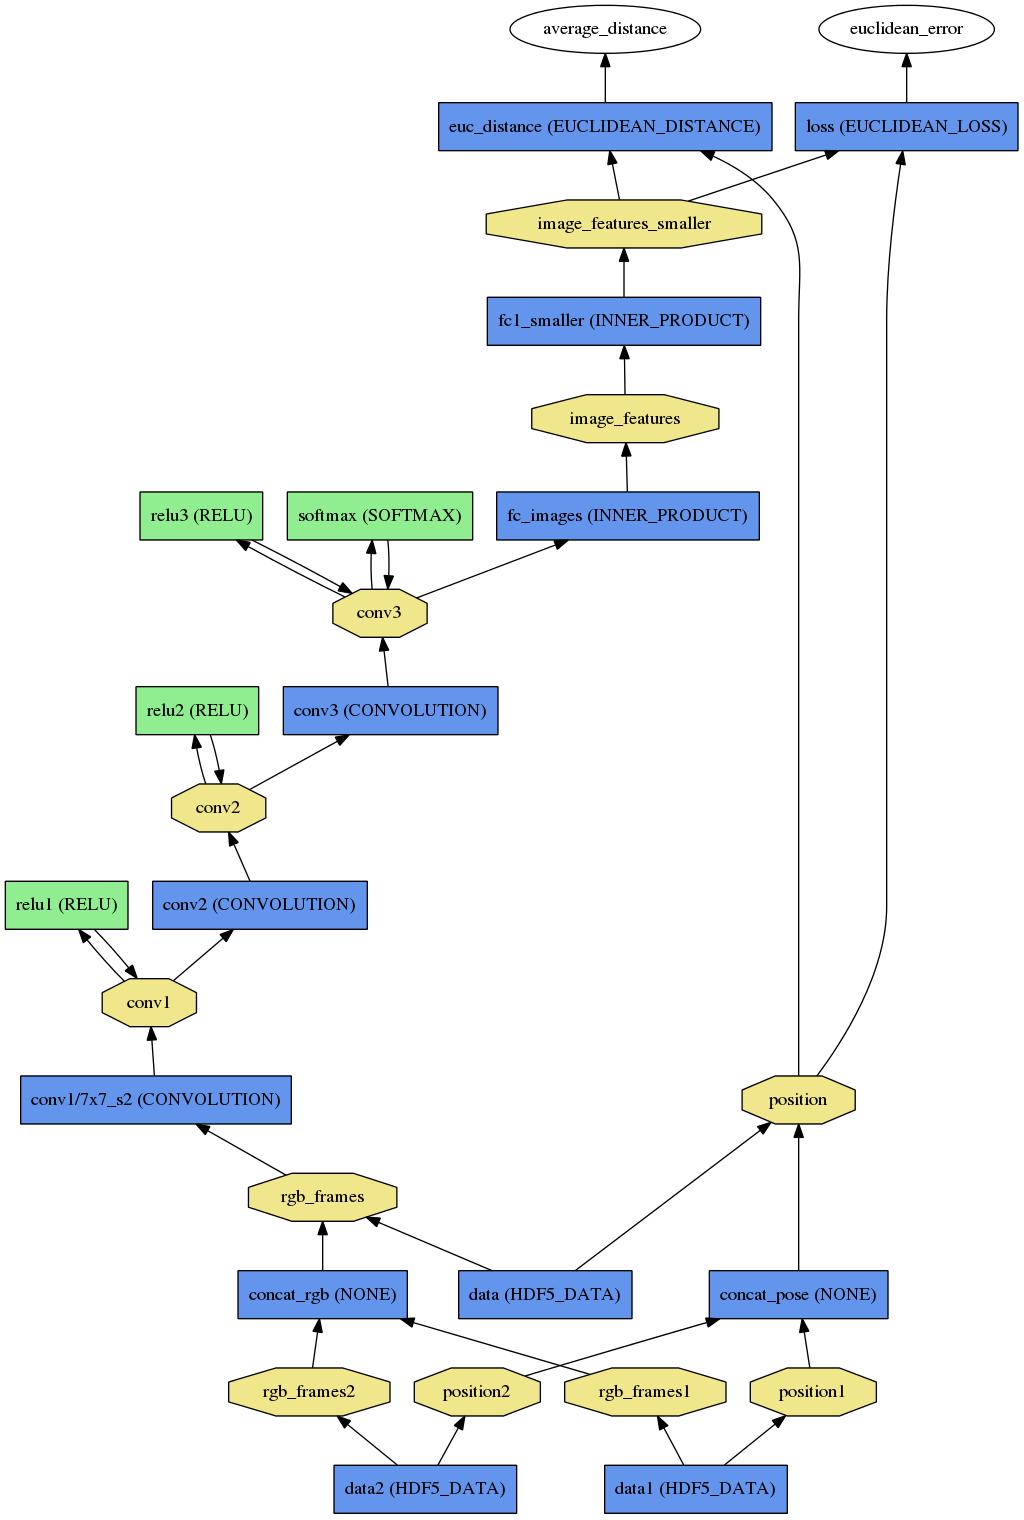 average_distance
euclidean_error
euc_distance (EUCLIDEAN_DISTANCE)
loss (EUCLIDEAN_LOSS)
image_features_smaller
fc1_smaller (INNER_PRODUCT)
image_features
relu3 (RELU)
softmax (SOFTMAX)
fc_images (INNER_PRODUCT)
conv3
relu2 (RELU)
conv3 (CONVOLUTION)
conv2
relu1 (RELU)
conv2 (CONVOLUTION)
conv1
conv1/7x7_s2 (CONVOLUTION)
position
rgb_frames
concat_rgb (NONE)
data (HDF5_DATA)
concat_pose (NONE)
rgb_frames2
position2
rgb_frames1
position1
data2 (HDF5_DATA)
data1 (HDF5_DATA)